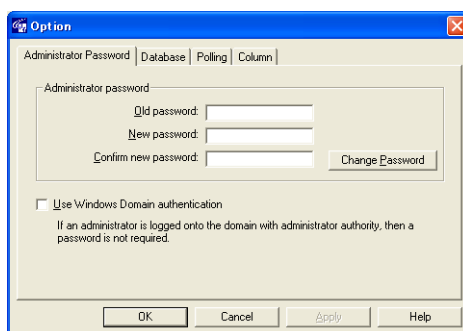 Option
Administrator Password Database Polling Column
Administrator password
Old password:
New password:
Confirm new password:
Change Password
Use Windows Domain authentication
If an administrator is logged onto the domain with administrator authority, then a
password is not required.
OK Cancel Apply Help